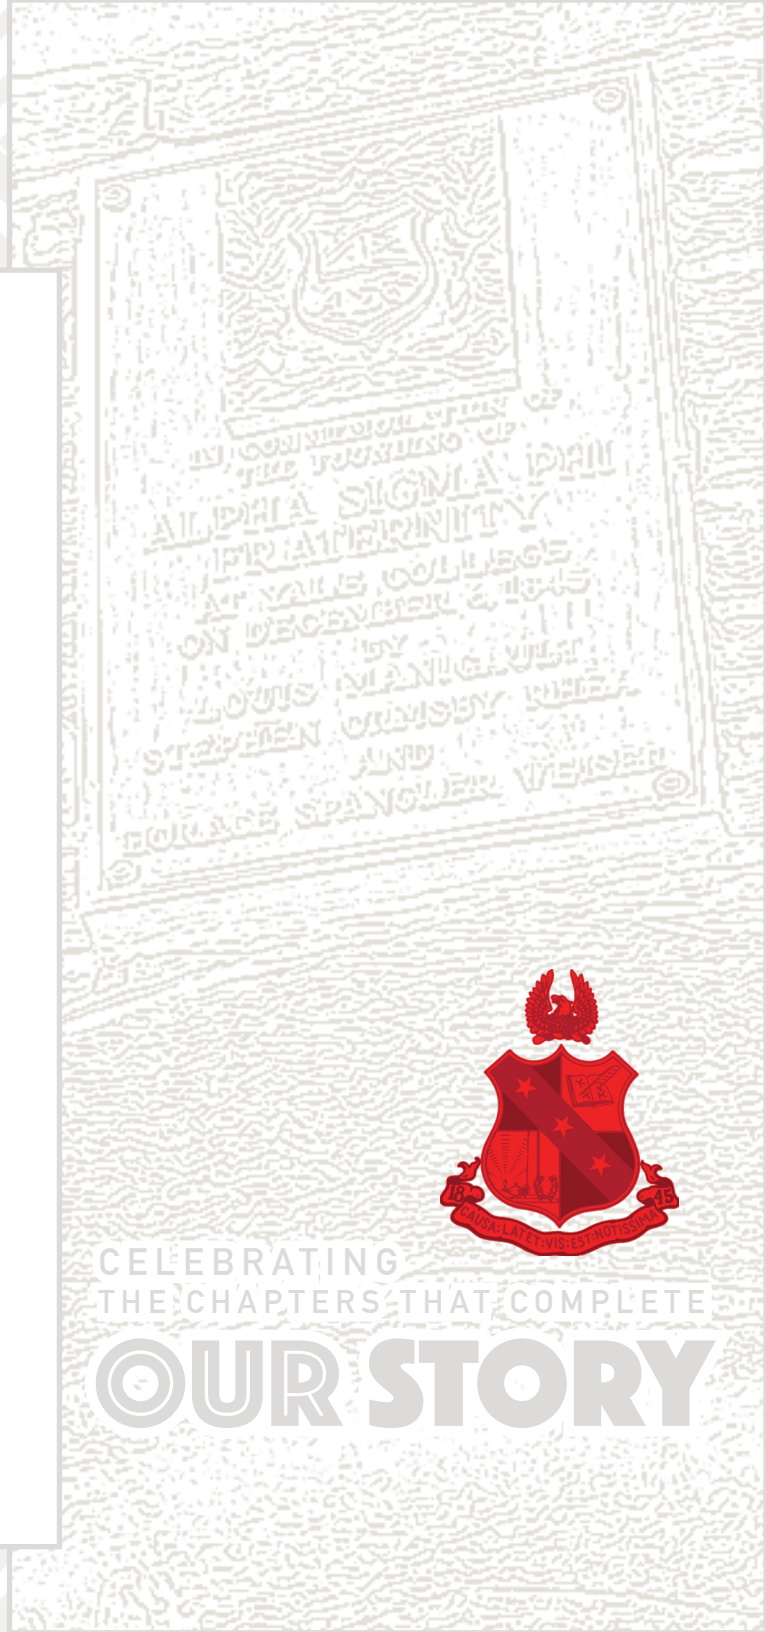 IN COMMEMORATION OF
THE FOUNDING OF
ALPHA SIGMA PHI
FRATERNITY
AT YALE COLLEGE
ON DECEMBER 6, 1845
BY
LOUIS MANIGAULT
STEPHEN ORMSBY RHEA
AND
HORACE SPANGLER WEISER
18 45
CAUSA:LATET:VIS:EST:NOTISSIMA
CELEBRATING
THE CHAPTERS THAT COMPLETE
OUR STORY